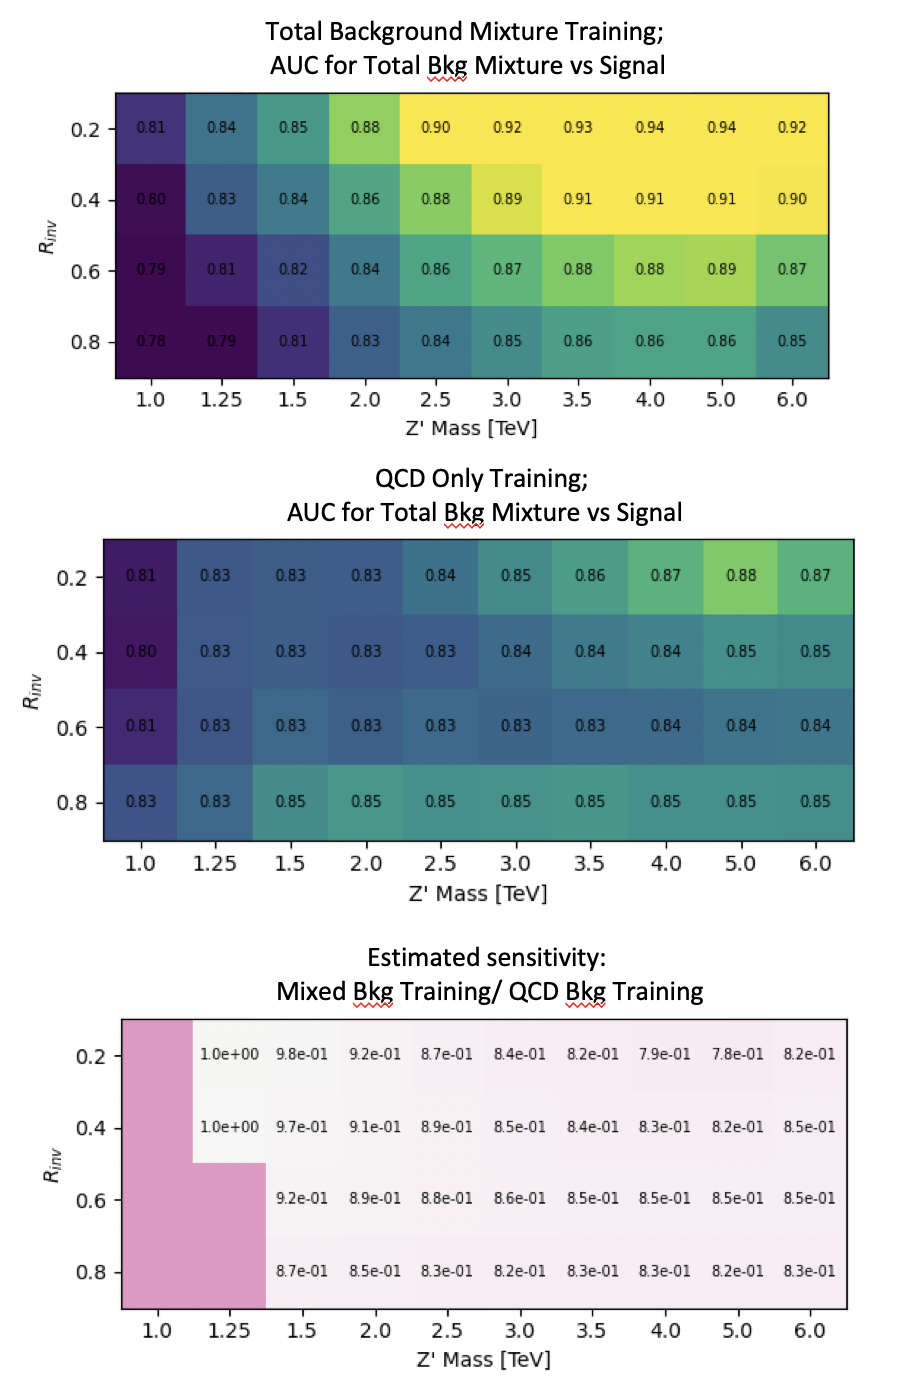 Total Background Mixture Training;
AUC for Total Bkg Mixture vs Signal
0.2 0.81 0.84 0.85 0.88 0.90 0.92 0.93 0.94 0.94 0.92
0.4 0.80 0.83 0.84 0.86 0.88 0.89 0.91 0.91 0.91 0.90
R_inv
0.6 0.79 0.81 0.82 0.84 0.86 0.87 0.88 0.88 0.89 0.87
0.8 0.78 0.79 0.81 0.83 0.84 0.85 0.86 0.86 0.86 0.85
1.0 1.25 1.5 2.0 2.5 3.0 3.5 4.0 5.0 6.0
Z' Mass [TeV]
QCD Only Training;
AUC for Total Bkg Mixture vs Signal
0.2 0.81 0.83 0.83 0.83 0.84 0.85 0.86 0.87 0.88 0.87
0.4 0.80 0.83 0.83 0.83 0.83 0.84 0.84 0.84 0.85 0.85
R_inv
0.6 0.81 0.83 0.83 0.83 0.83 0.83 0.83 0.84 0.84 0.84
0.8 0.83 0.83 0.85 0.85 0.85 0.85 0.85 0.85 0.85 0.85
1.0 1.25 1.5 2.0 2.5 3.0 3.5 4.0 5.0 6.0
Z' Mass [TeV]
Estimated sensitivity:
Mixed Bkg Training/ QCD Bkg Training
0.2 1.0e+00 9.8e-01 9.2e-01 8.7e-01 8.4e-01 8.2e-01 7.9e-01 7.8e-01 8.2e-01
0.4 1.0e+00 9.7e-01 9.1e-01 8.9e-01 8.5e-01 8.4e-01 8.3e-01 8.2e-01 8.5e-01
R_inv
0.6 9.2e-01 8.9e-01 8.8e-01 8.6e-01 8.5e-01 8.5e-01 8.5e-01 8.5e-01
0.8 8.7e-01 8.5e-01 8.3e-01 8.2e-01 8.3e-01 8.3e-01 8.2e-01 8.3e-01
1.0 1.25 1.5 2.0 2.5 3.0 3.5 4.0 5.0 6.0
Z' Mass [TeV]